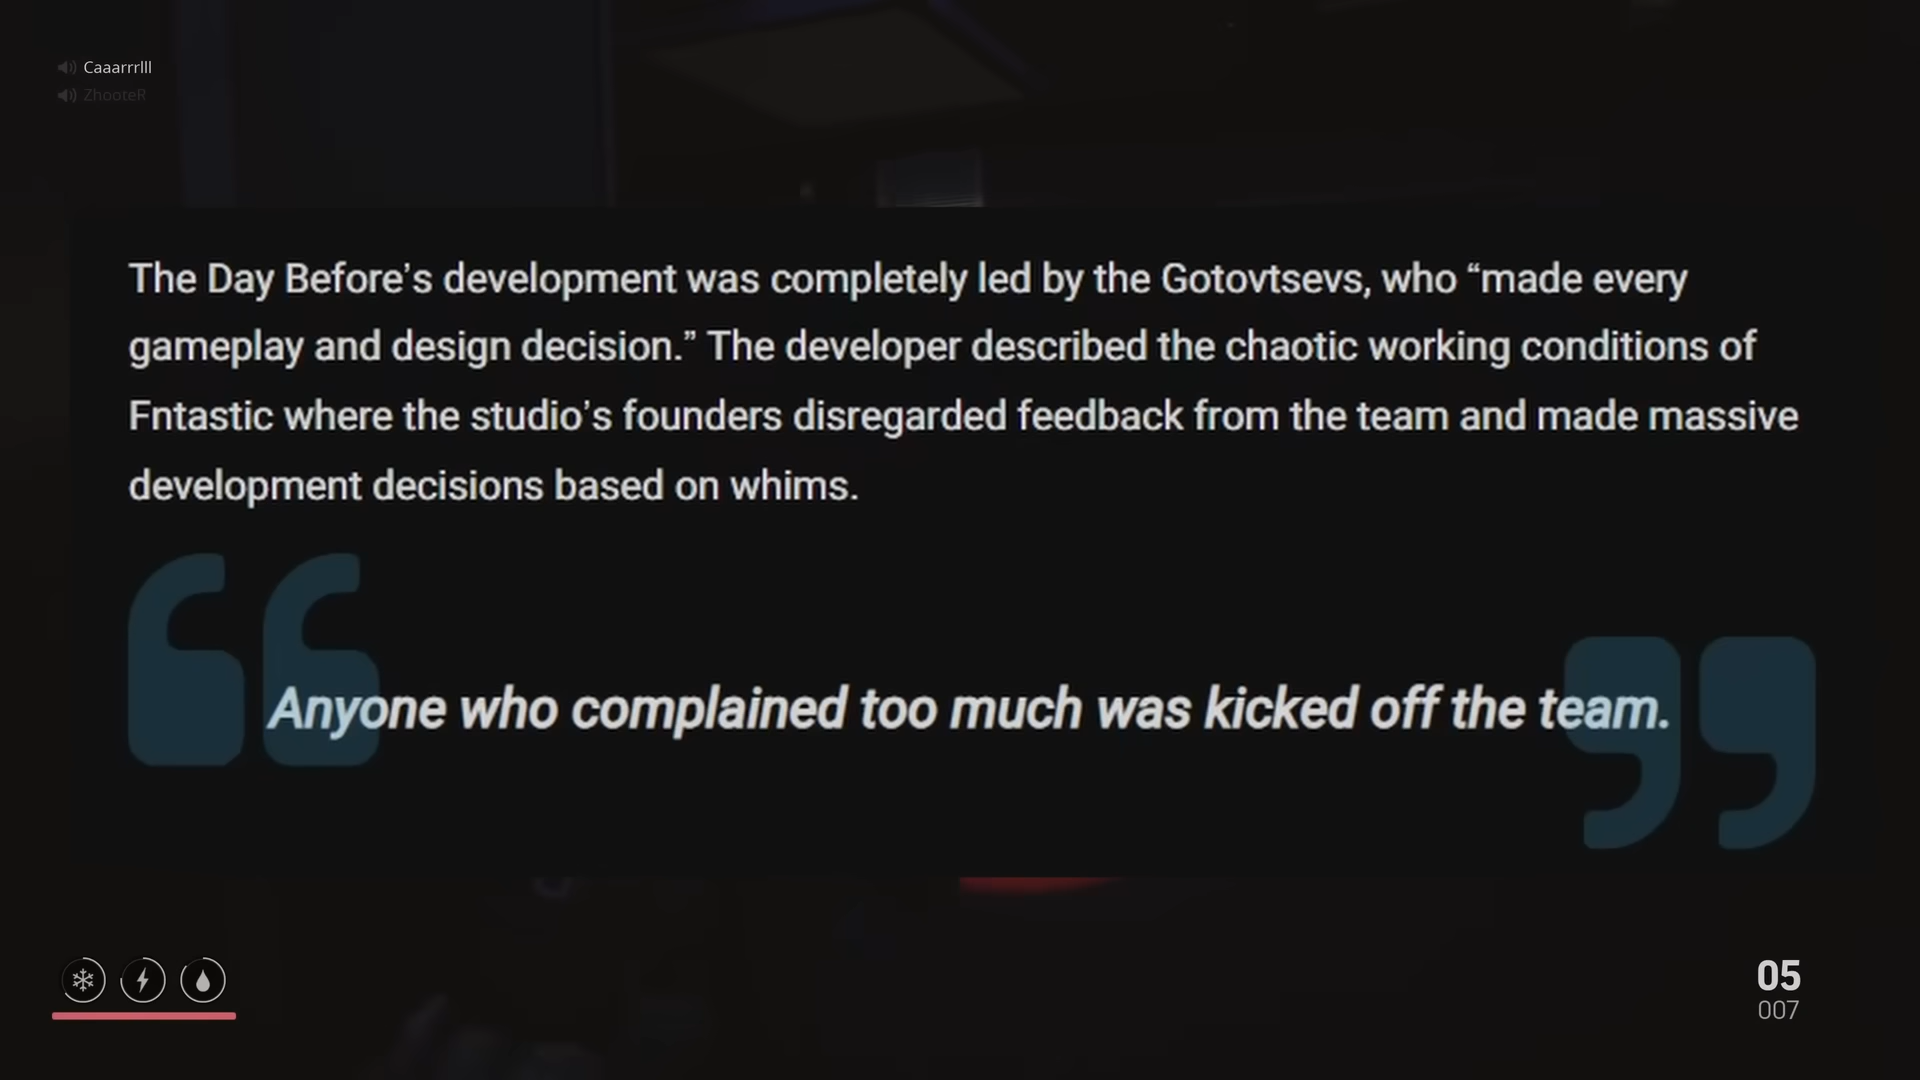 Caaarrrlll
ZhooteR
The Day Before’s development was completely led by the Gotovtsevs, who “made every
gameplay and design decision.” The developer described the chaotic working conditions of
Fntastic where the studio’s founders disregarded feedback from the team and made massive
development decisions based on whims.
Anyone who complained too much was kicked off the team.
05
007